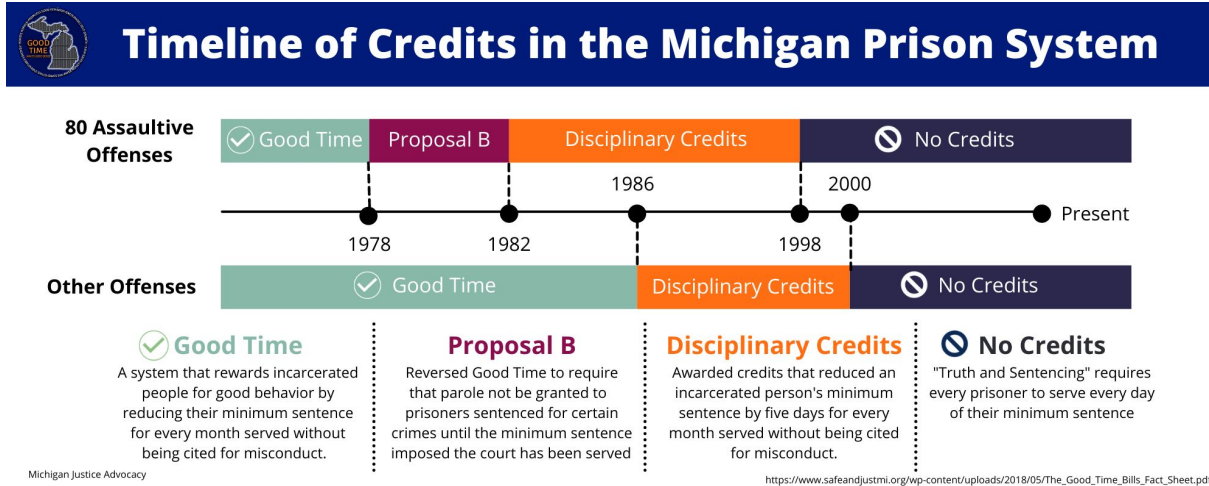 GOOD
TIME
Timeline of Credits in the Michigan Prison System
80 Assaultive
Offenses
Good Time
Proposal B
Disciplinary Credits
No Credits
1986
2000
Present
1978
1982
1998
Other Offenses
Good Time
Disciplinary Credits
No Credits
Good Time
A system that rewards incarcerated
people for good behavior by
reducing their minimum sentence
for every month served without
being cited for misconduct.
Proposal B
Reversed Good Time to require
that parole not be granted to
prisoners sentenced for certain
crimes until the minimum sentence
imposed the court has been served
Disciplinary Credits
Awarded credits that reduced an
incarcerated person's minimum
sentence by five days for every
month served without being cited
for misconduct.
No Credits
"Truth and Sentencing" requires
every prisoner to serve every day
of their minimum sentence
Michigan Justice Advocacy
https://www.safeandjustmi.org/wp-content/uploads/2018/05/The_Good_Time_Bills_Fact_Sheet.pdf